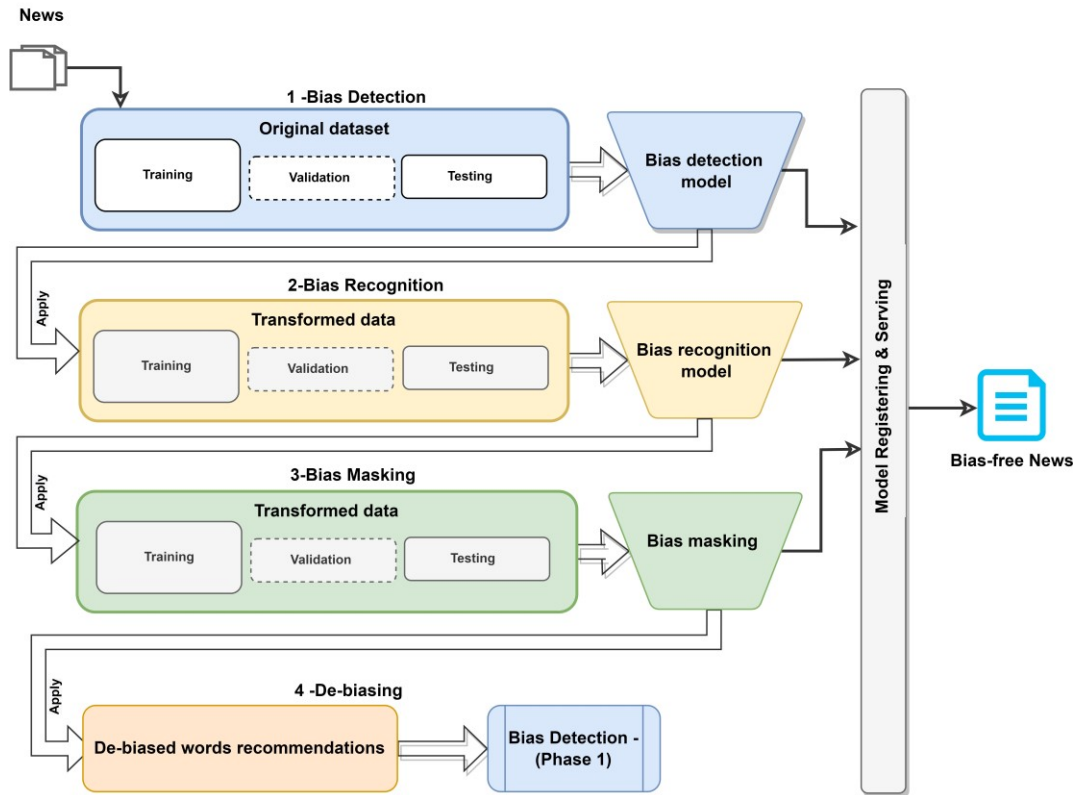 News
1 -Bias Detection
Original dataset
Training
Validation
Testing
Bias detection
model
Apply
2-Bias Recognition
Transformed data
Training
Validation
Testing
Bias recognition
model
Apply
3-Bias Masking
Transformed data
Training
Validation
Testing
Bias masking
Apply
4 -De-biasing
De-biased words recommendations
Bias Detection -
(Phase 1)
Model Registering & Serving
Bias-free News